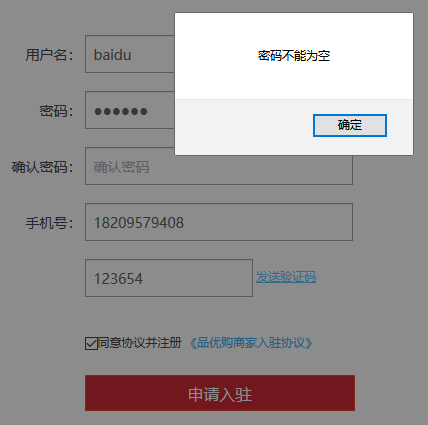 密码不能为空
确定
用户名： baidu
密码： ●●●●●●
确认密码： 确认密码
手机号： 18209579408
123654 发送验证码
同意协议并注册 《品优购商家入驻协议》
申请入驻